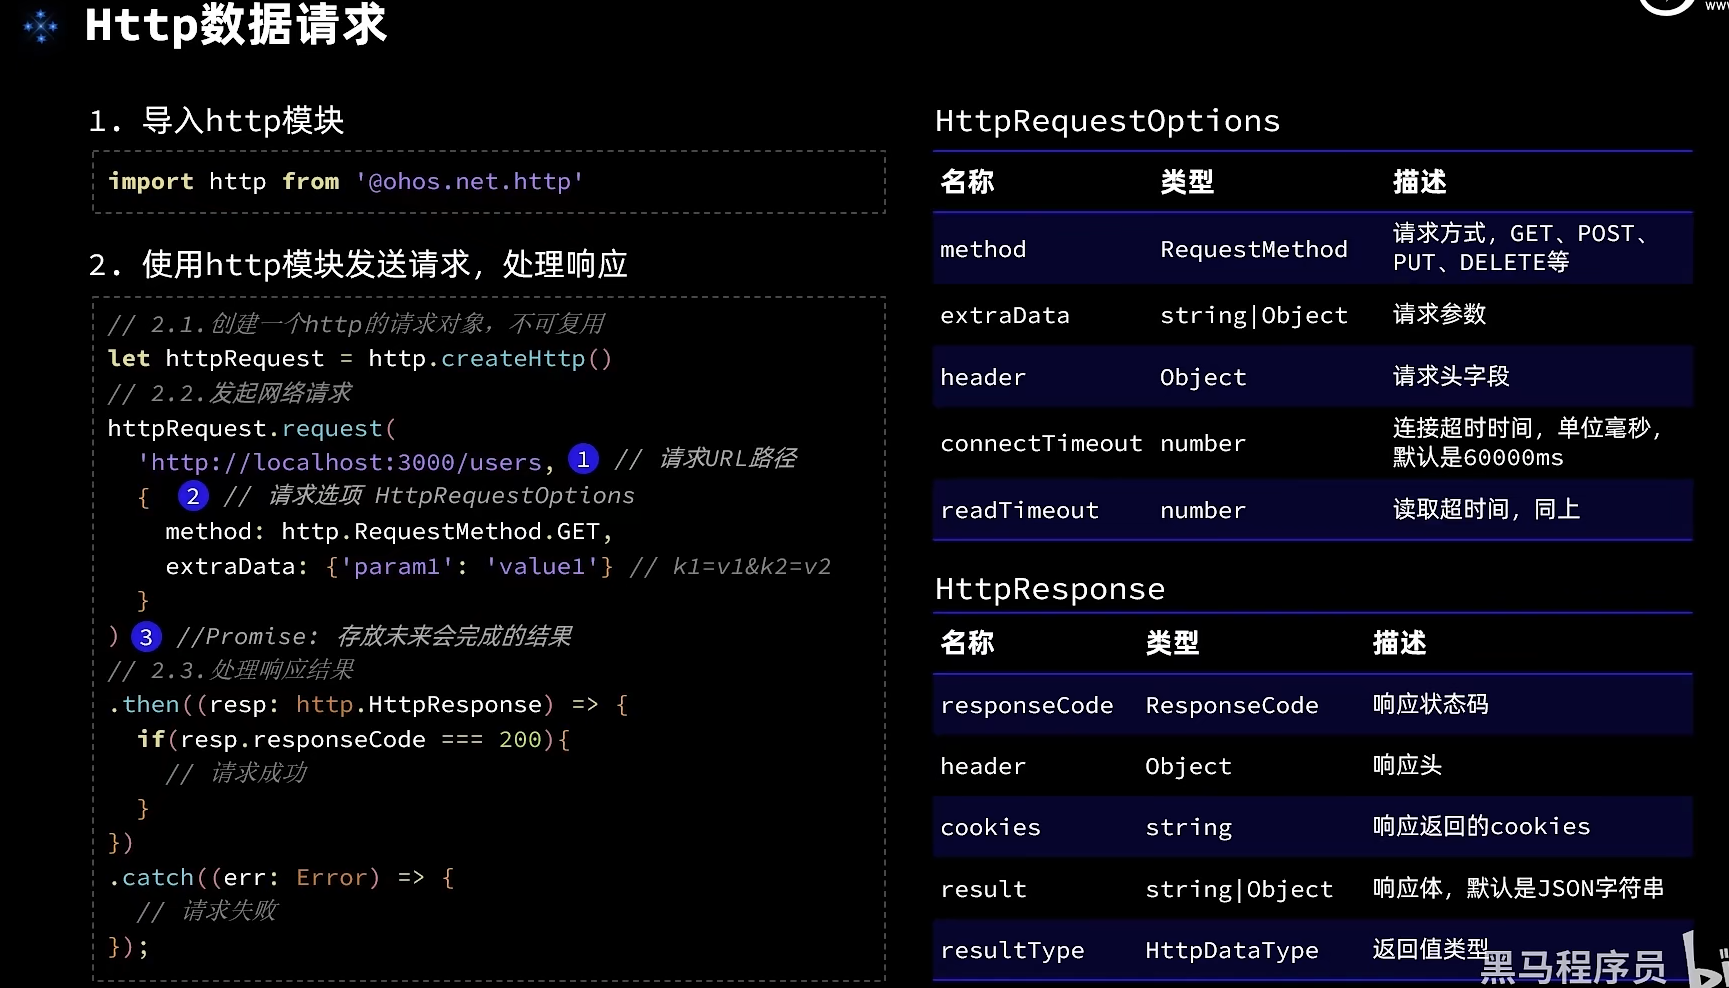 Http数据请求
1. 导入http模块
import http from '@ohos.net.http'
2. 使用http模块发送请求，处理响应
// 2.1.创建一个http的请求对象，不可复用
let httpRequest = http.createHttp()
// 2.2.发起网络请求
httpRequest.request(
'http://localhost:3000/users, 1 // 请求URL路径
{ 2 // 请求选项 HttpRequestOptions
method: http.RequestMethod.GET,
extraData: {'param1': 'value1'} // k1=v1&k2=v2
}
) 3 //Promise: 存放未来会完成的结果
// 2.3.处理响应结果
.then((resp: http.HttpResponse) => {
if(resp.responseCode === 200){
// 请求成功
}
})
.catch((err: Error) => {
// 请求失败
});
HttpRequestOptions
名称 类型 描述
method RequestMethod 请求方式，GET、POST、
PUT、DELETE等
extraData string|Object 请求参数
header Object 请求头字段
connectTimeout number 连接超时时间，单位毫秒，
默认是60000ms
readTimeout number 读取超时间，同上
HttpResponse
名称 类型 描述
responseCode ResponseCode 响应状态码
header Object 响应头
cookies string 响应返回的cookies
result string|Object 响应体，默认是JSON字符串
resultType HttpDataType 返回值类型
黑马程序员